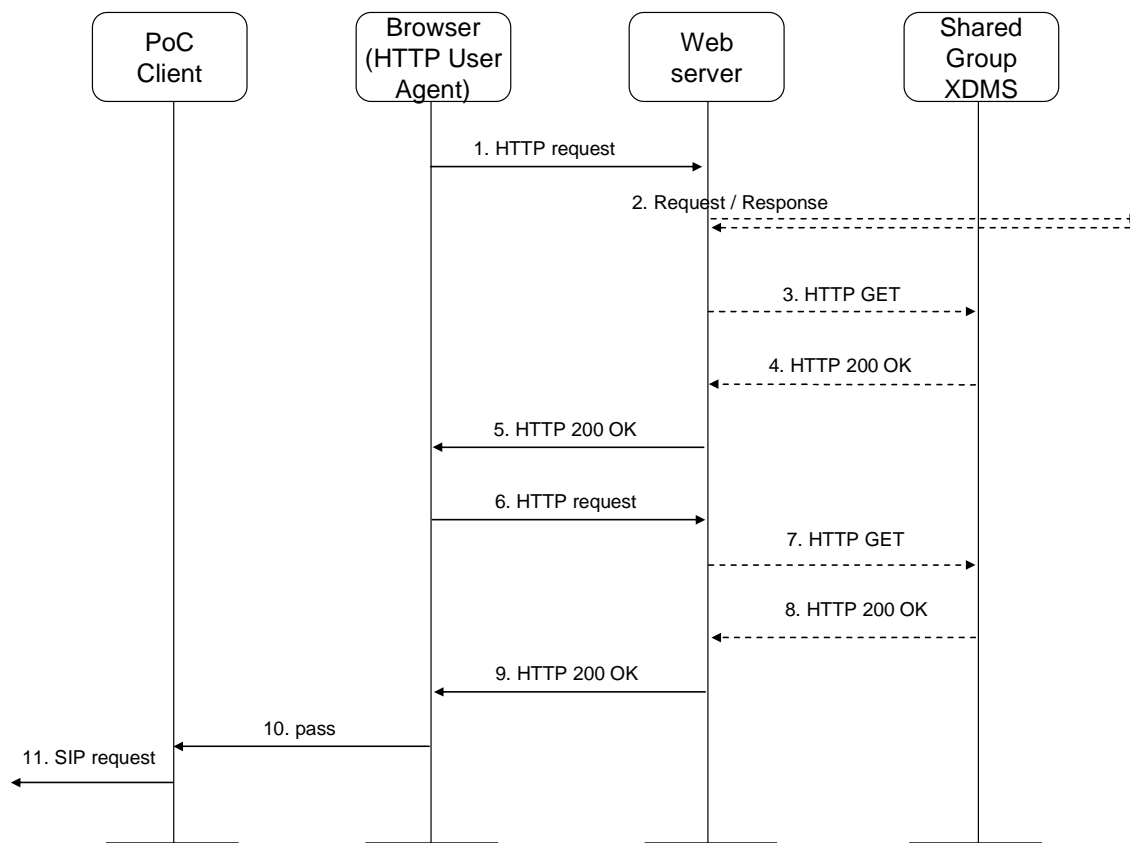 PoC
Client
Browser
(HTTP User
Agent)
Web
server
Shared
Group
XDMS
1. HTTP request
2. Request / Response
3. HTTP GET
4. HTTP 200 OK
5. HTTP 200 OK
6. HTTP request
7. HTTP GET
8. HTTP 200 OK
9. HTTP 200 OK
10. pass
11. SIP request